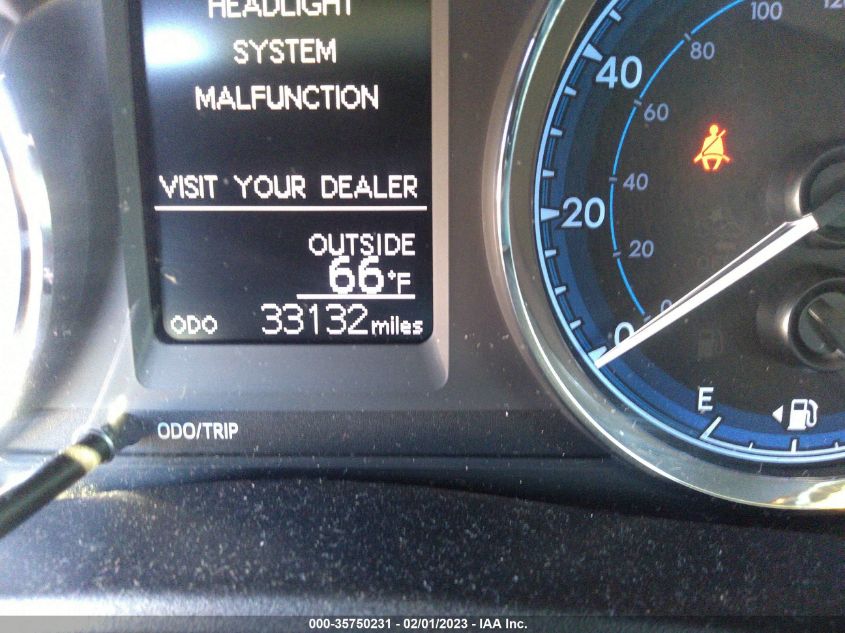 HEADLIGHT
SYSTEM
MALFUNCTION
VISIT YOUR DEALER
OUTSIDE
66°F
ODO 33132 miles
ODO/TRIP
100
80
40
60
40
20
20
0
0
E
000-35750231 - 02/01/2023 - IAA Inc.